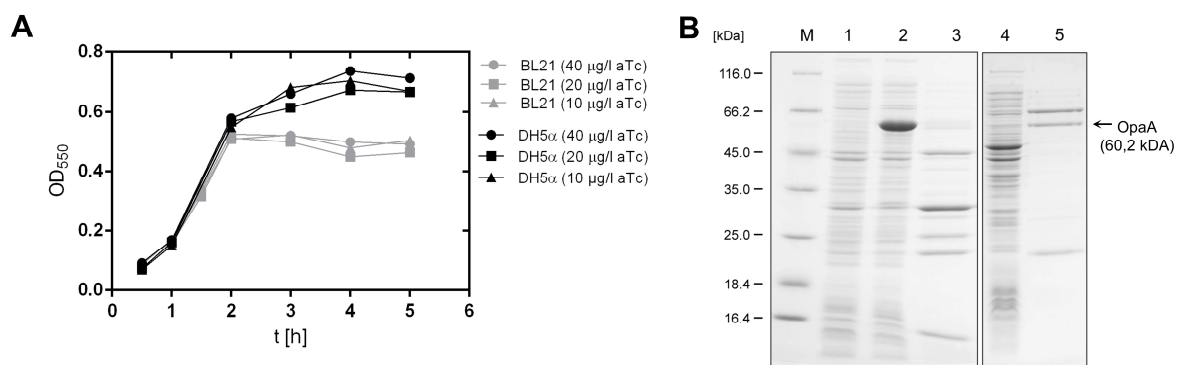 A
OD550
0.8
0.6
0.4
0.2
0.0
0 1 2 3 4 5 6
t [h]
BL21 (40 µg/l aTc)
BL21 (20 µg/l aTc)
BL21 (10 µg/l aTc)
DH5α (40 µg/l aTc)
DH5α (20 µg/l aTc)
DH5α (10 µg/l aTc)
B
[kDa] M 1 2 3 4 5
116.0
66.2
45.0
35.0
25.0
18.4
16.4
OpaA
(60,2 kDA)